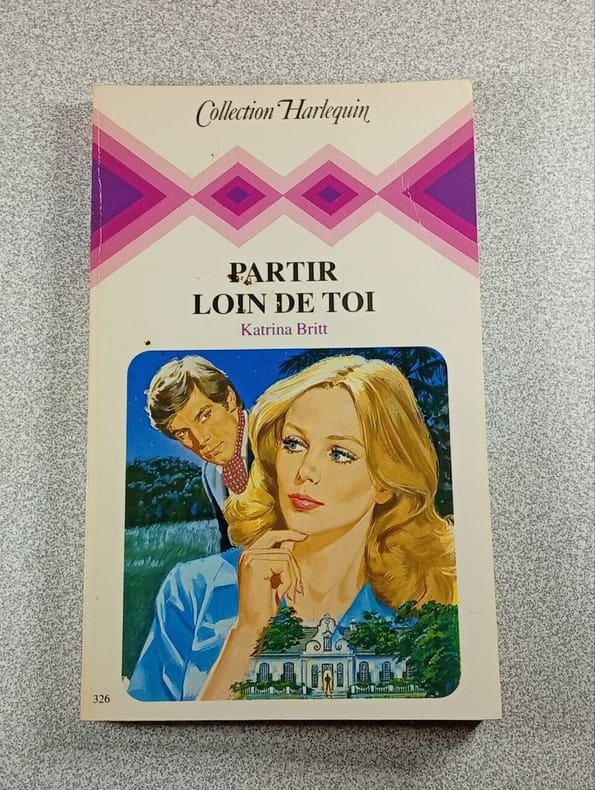 Collection Harlequin
PARTIR
LOIN DE TOI
Katrina Britt
326